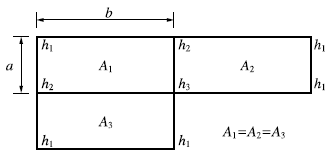 b
h₁ h₂ h₁
a A₁ A₂
h₂ h₃ h₁
A₃
h₁ h₁ A₁=A₂=A₃